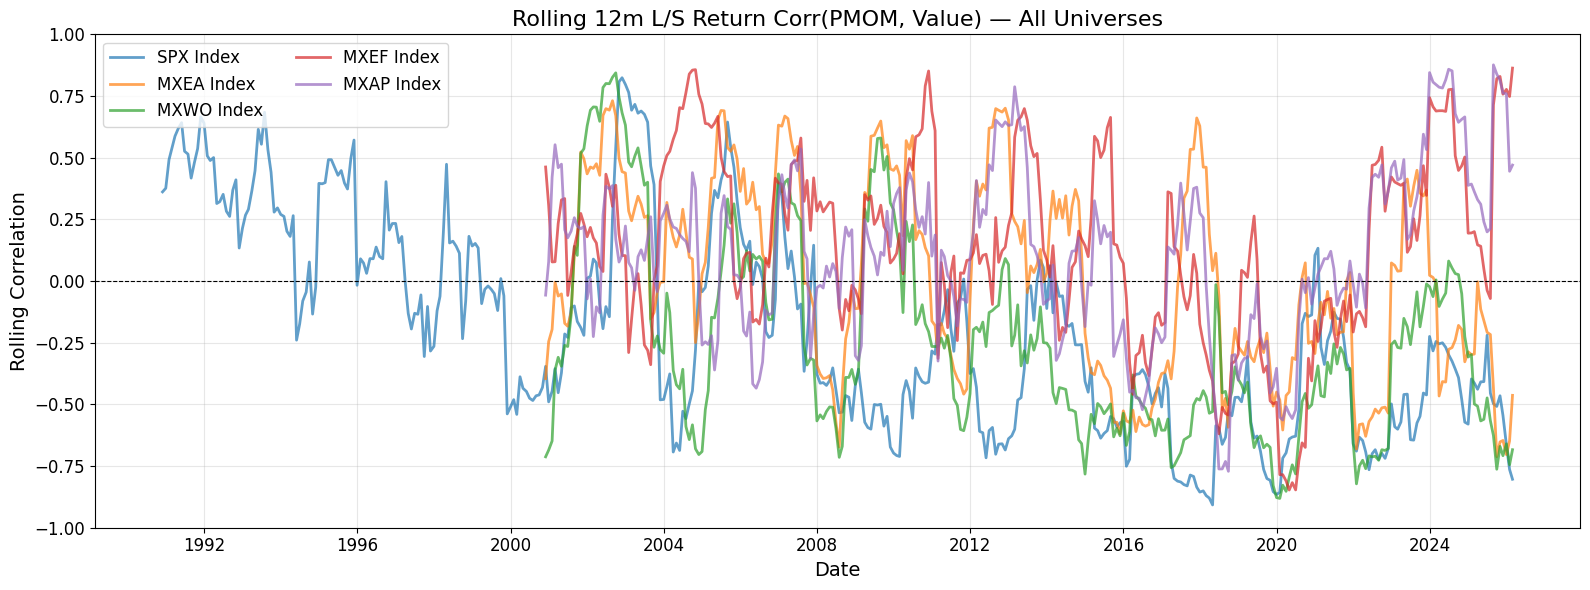 Rolling 12m L/S Return Corr(PMOM, Value) — All Universes
SPX Index
MXEA Index
MXWO Index
MXEF Index
MXAP Index
Rolling Correlation
1.00
0.75
0.50
0.25
0.00
−0.25
−0.50
−0.75
−1.00
1992 1996 2000 2004 2008 2012 2016 2020 2024
Date